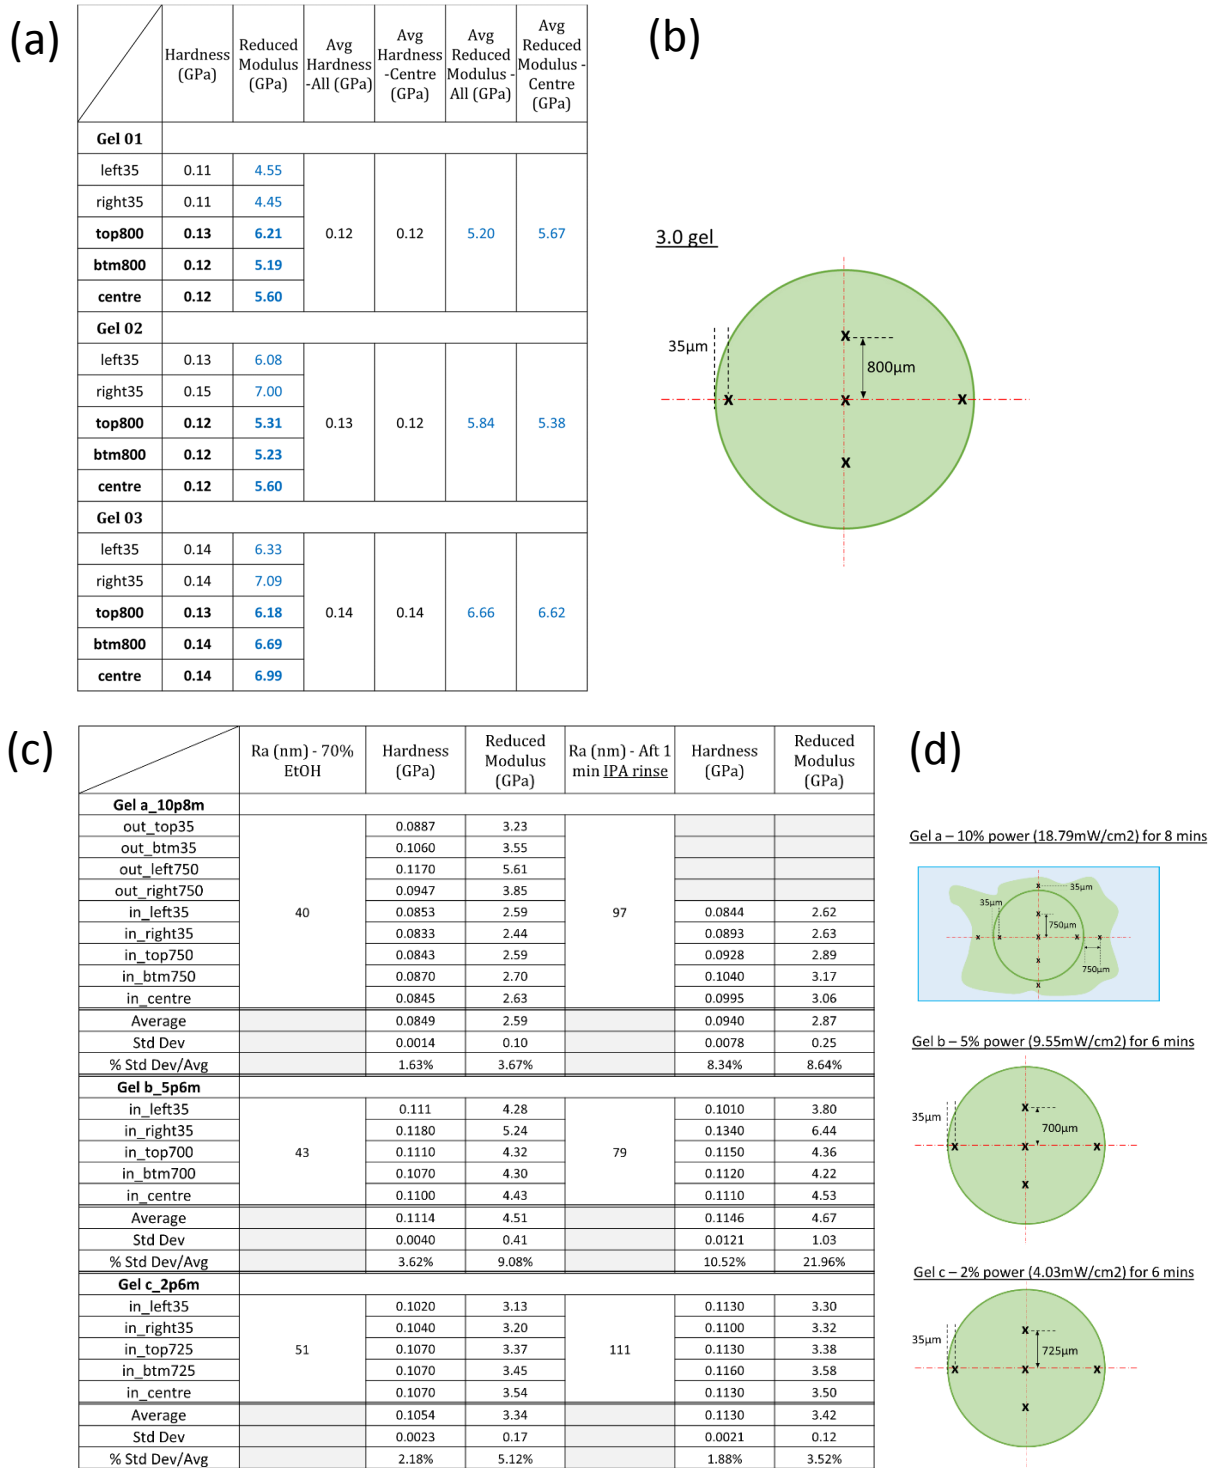 (a)
Hardness (GPa) | Reduced Modulus (GPa) | Avg Hardness -All (GPa) | Avg Hardness -Centre (GPa) | Avg Reduced Modulus - All (GPa) | Avg Reduced Modulus - Centre (GPa)
Gel 01
left35 | 0.11 | 4.55
right35 | 0.11 | 4.45
top800 | 0.13 | 6.21 | 0.12 | 0.12 | 5.20 | 5.67
btm800 | 0.12 | 5.19
centre | 0.12 | 5.60
Gel 02
left35 | 0.13 | 6.08
right35 | 0.15 | 7.00
top800 | 0.12 | 5.31 | 0.13 | 0.12 | 5.84 | 5.38
btm800 | 0.12 | 5.23
centre | 0.12 | 5.60
Gel 03
left35 | 0.14 | 6.33
right35 | 0.14 | 7.09
top800 | 0.13 | 6.18 | 0.14 | 0.14 | 6.66 | 6.62
btm800 | 0.14 | 6.69
centre | 0.14 | 6.99
(b)
3.0 gel
x
35μm
800μm
x x x
x
(c)
Ra (nm) - 70% EtOH | Hardness (GPa) | Reduced Modulus (GPa) | Ra (nm) - Aft 1 min IPA rinse | Hardness (GPa) | Reduced Modulus (GPa)
Gel a_10p8m
out_top35 | 0.0887 | 3.23
out_btm35 | 0.1060 | 3.55
out_left750 | 0.1170 | 5.61
out_right750 | 0.0947 | 3.85
in_left35 | 40 | 0.0853 | 2.59 | 97 | 0.0844 | 2.62
in_right35 | 0.0833 | 2.44 | 0.0893 | 2.63
in_top750 | 0.0843 | 2.59 | 0.0928 | 2.89
in_btm750 | 0.0870 | 2.70 | 0.1040 | 3.17
in_centre | 0.0845 | 2.63 | 0.0995 | 3.06
Average | 0.0849 | 2.59 | 0.0940 | 2.87
Std Dev | 0.0014 | 0.10 | 0.0078 | 0.25
% Std Dev/Avg | 1.63% | 3.67% | 8.34% | 8.64%
Gel b_5p6m
in_left35 | 0.111 | 4.28 | 0.1010 | 3.80
in_right35 | 0.1180 | 5.24 | 0.1340 | 6.44
in_top700 | 43 | 0.1110 | 4.32 | 79 | 0.1150 | 4.36
in_btm700 | 0.1070 | 4.30 | 0.1120 | 4.22
in_centre | 0.1100 | 4.43 | 0.1110 | 4.53
Average | 0.1114 | 4.51 | 0.1146 | 4.67
Std Dev | 0.0040 | 0.41 | 0.0121 | 1.03
% Std Dev/Avg | 3.62% | 9.08% | 10.52% | 21.96%
Gel c_2p6m
in_left35 | 0.1020 | 3.13 | 0.1130 | 3.30
in_right35 | 0.1040 | 3.20 | 0.1100 | 3.32
in_top725 | 51 | 0.1070 | 3.37 | 111 | 0.1130 | 3.38
in_btm725 | 0.1070 | 3.45 | 0.1160 | 3.58
in_centre | 0.1070 | 3.54 | 0.1130 | 3.50
Average | 0.1054 | 3.34 | 0.1130 | 3.42
Std Dev | 0.0023 | 0.17 | 0.0021 | 0.12
% Std Dev/Avg | 2.18% | 5.12% | 1.88% | 3.52%
(d)
Gel a – 10% power (18.79mW/cm2) for 8 mins
x 35μm
35μm
x
750μm
x x x x x
x 750μm
x
Gel b – 5% power (9.55mW/cm2) for 6 mins
x
35μm
700μm
x x x
x
Gel c – 2% power (4.03mW/cm2) for 6 mins
x
35μm
725μm
x x x
x